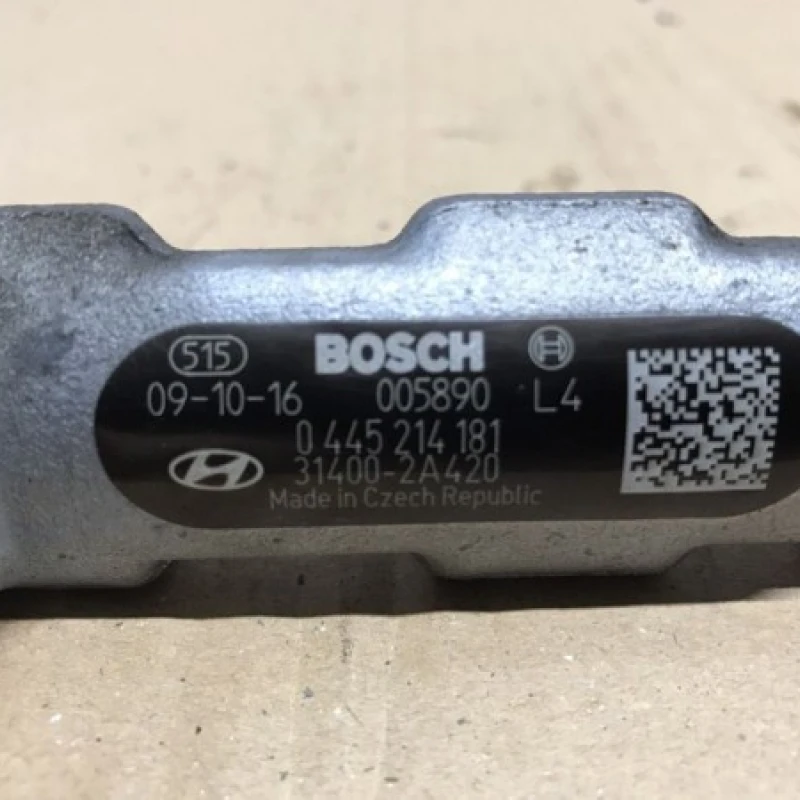 515 BOSCH
09-10-16 005890 L4
0 445 214 181
31400-2A420
Made in Czech Republic